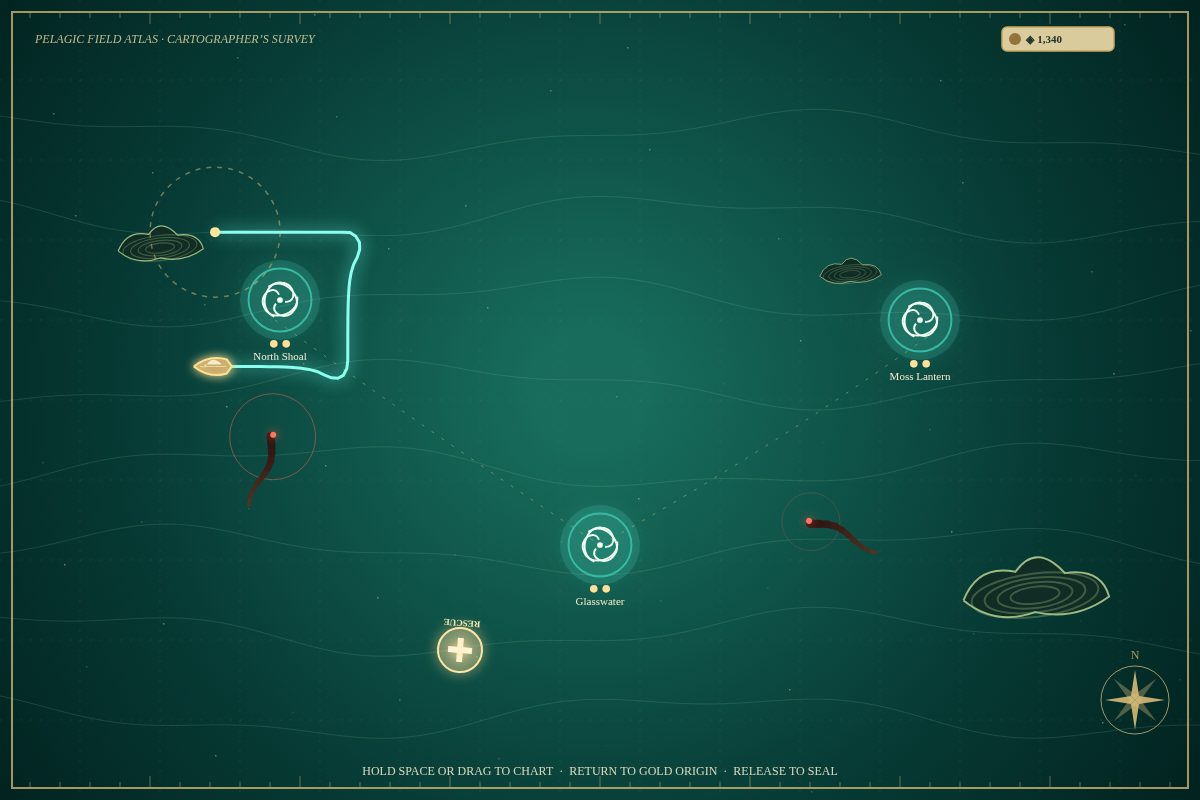 PELAGIC FIELD ATLAS · CARTOGRAPHER’S SURVEY
◈ 1,340
North Shoal
Moss Lantern
Glasswater
RESCUE
N
HOLD SPACE OR DRAG TO CHART · RETURN TO GOLD ORIGIN · RELEASE TO SEAL